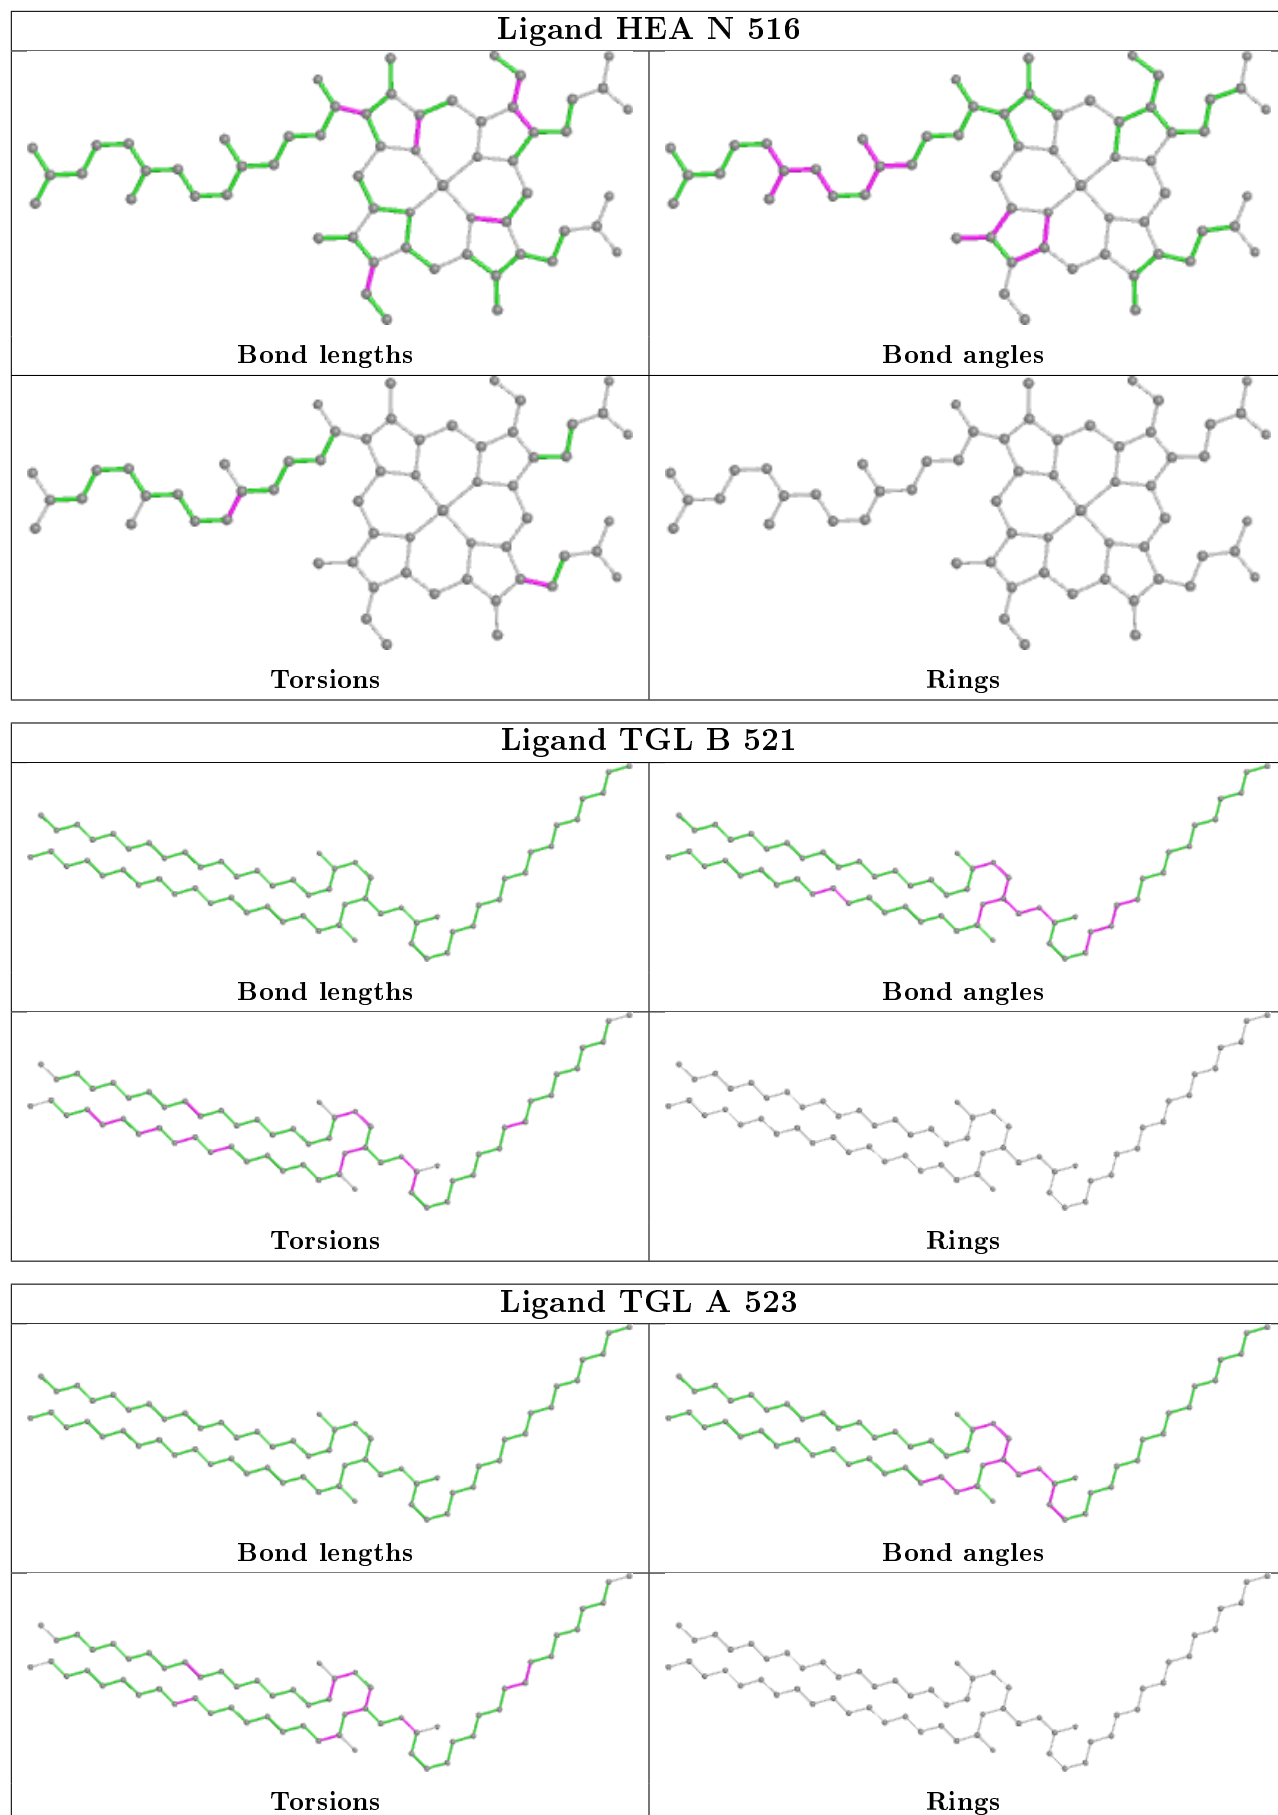 Ligand HEA N 516
Bond lengths
Bond angles
Torsions
Rings
Ligand TGL B 521
Bond lengths
Bond angles
Torsions
Rings
Ligand TGL A 523
Bond lengths
Bond angles
Torsions
Rings